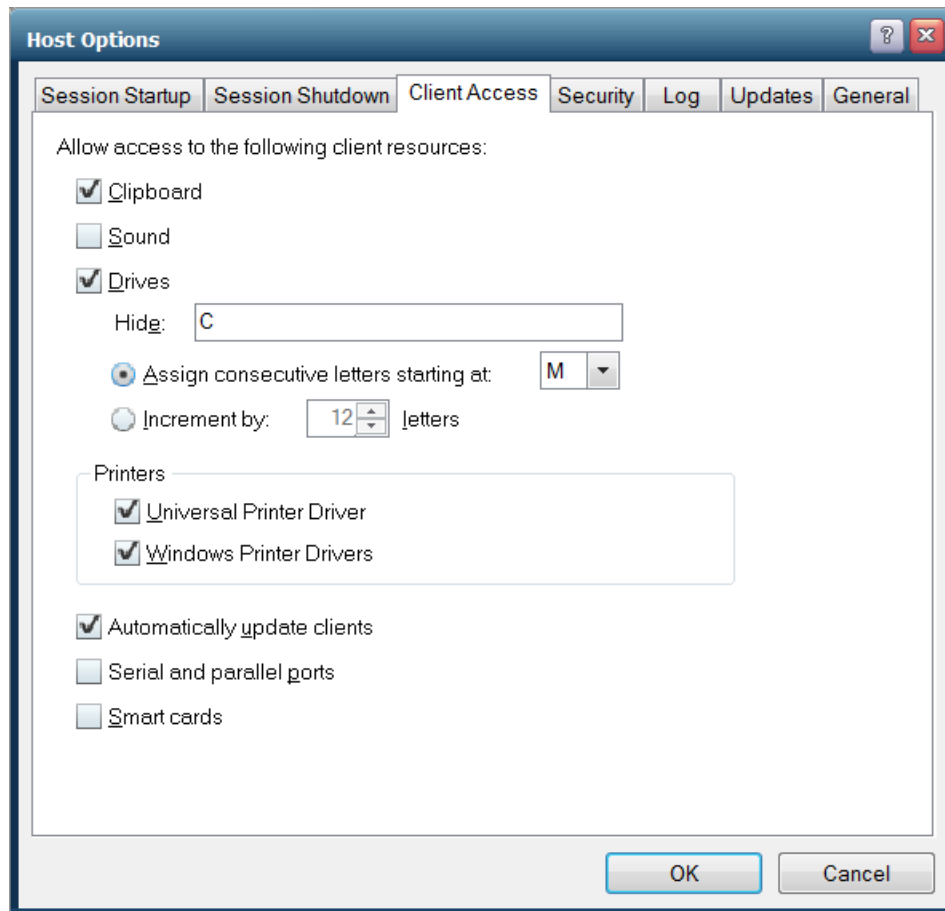 Host Options
?
Session Startup Session Shutdown Client Access Security Log Updates General
Allow access to the following client resources:
Clipboard
Sound
Drives
Hide: C
Assign consecutive letters starting at: M
Increment by: 12 letters
Printers
Universal Printer Driver
Windows Printer Drivers
Automatically update clients
Serial and parallel ports
Smart cards
OK Cancel